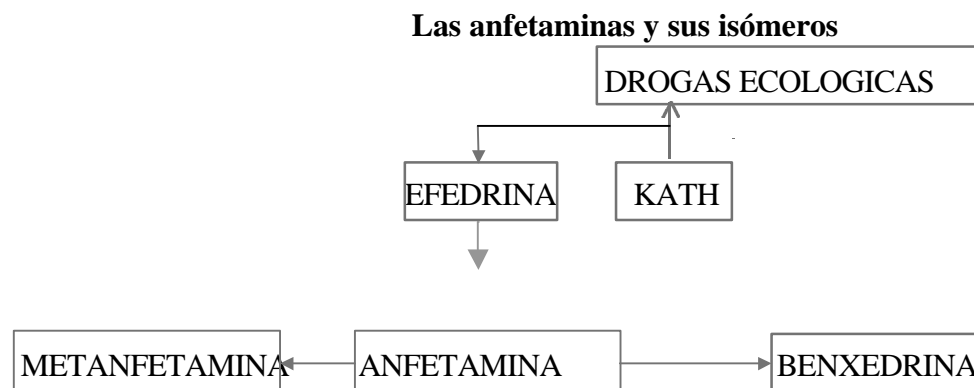 Las anfetaminas y sus isómeros
DROGAS ECOLOGICAS
EFEDRINA
KATH
METANFETAMINA
ANFETAMINA
BENXEDRINA